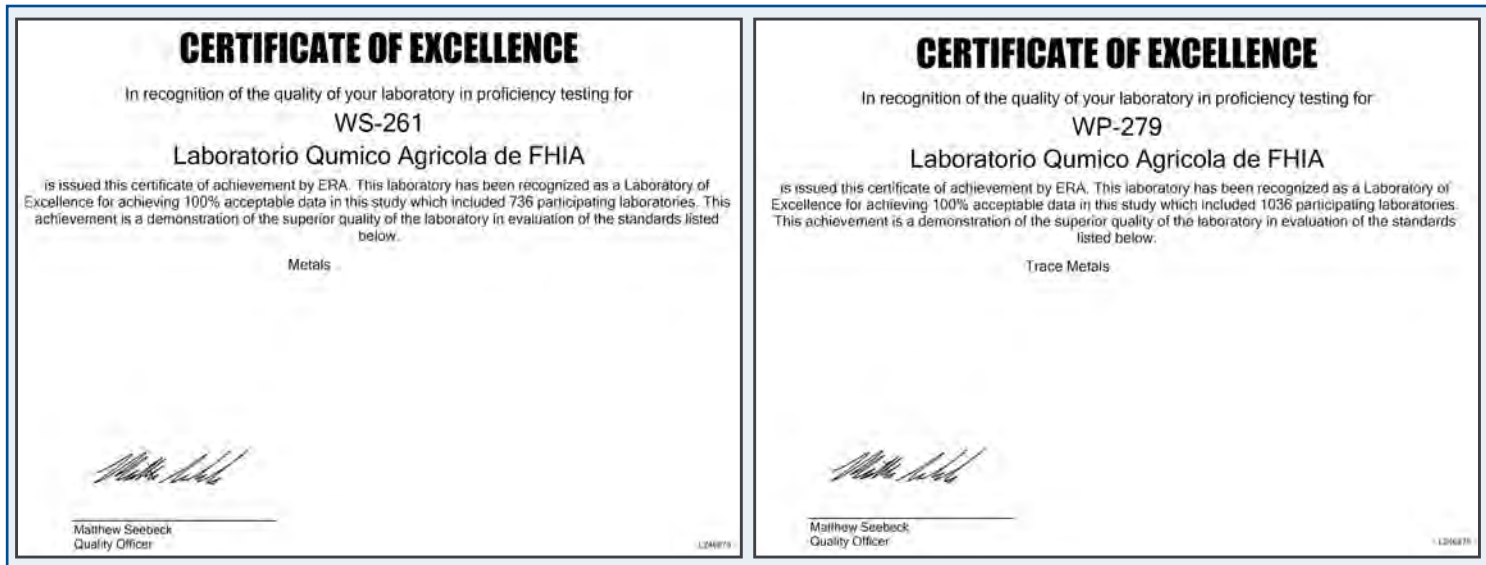 CERTIFICATE OF EXCELLENCE
In recognition of the quality of your laboratory in proficiency testing for
WS-261
Laboratorio Qumico Agricola de FHIA
is issued this certificate of achievement by ERA. This laboratory has been recognized as a Laboratory of
Excellence for achieving 100% acceptable data in this study which included 736 participating laboratories. This
achievement is a demonstration of the superior quality of the laboratory in evaluation of the standards listed
below.
Metals
Matthew Seebeck
Quality Officer
CERTIFICATE OF EXCELLENCE
In recognition of the quality of your laboratory in proficiency testing for
WP-279
Laboratorio Qumico Agricola de FHIA
is issued this certificate of achievement by ERA. This laboratory has been recognized as a Laboratory of
Excellence for achieving 100% acceptable data in this study which included 1036 participating laboratories.
This achievement is a demonstration of the superior quality of the laboratory in evaluation of the standards
listed below.
Trace Metals
Matthew Seebeck
Quality Officer